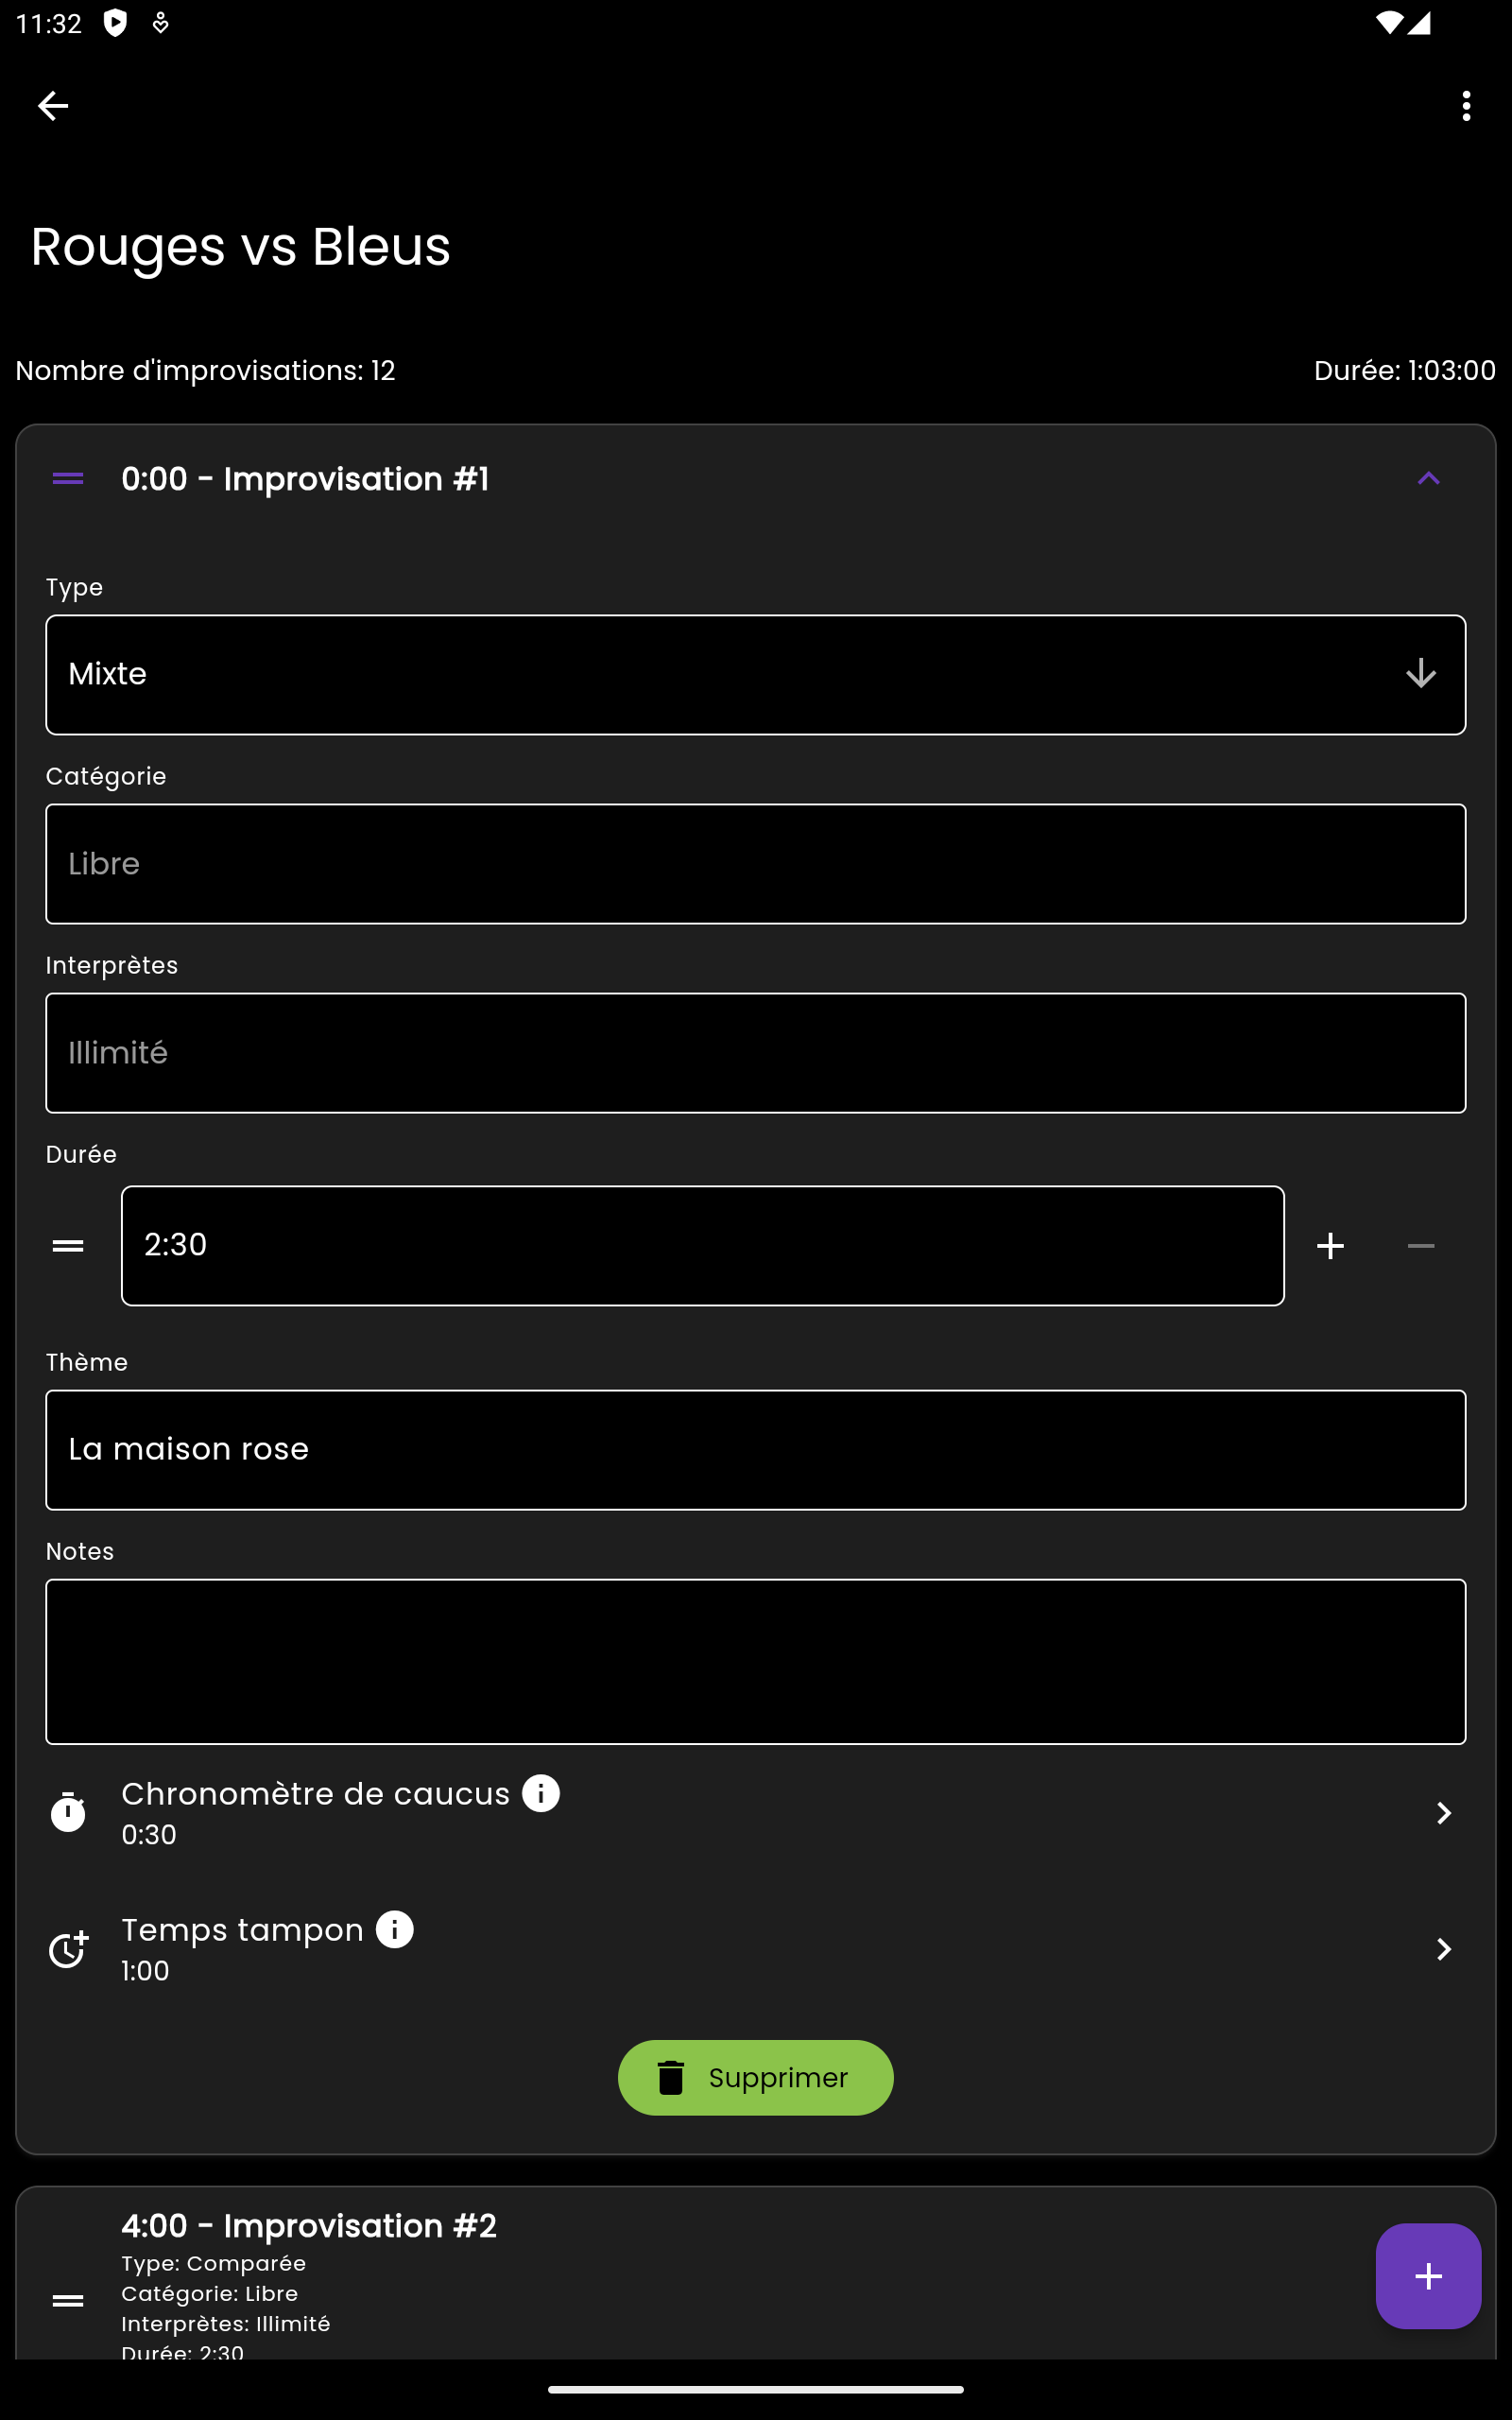 11:32
Rouges vs Bleus
Nombre d'improvisations: 12
Durée: 1:03:00
0:00 - Improvisation #1
Type
Mixte
Catégorie
Libre
Interprètes
Illimité
Durée
2:30
Thème
La maison rose
Notes
Chronomètre de caucus
0:30
Temps tampon
1:00
Supprimer
4:00 - Improvisation #2
Type: Comparée
Catégorie: Libre
Interprètes: Illimité
Durée: 2:30